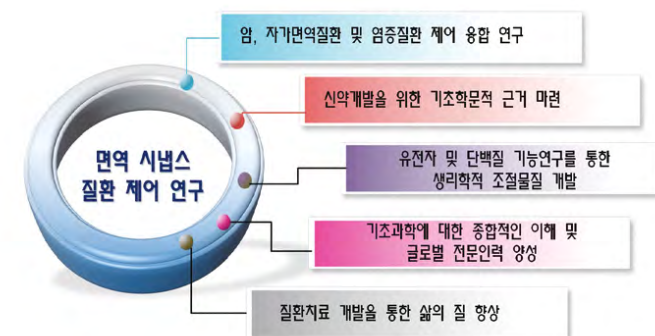 암, 자가면역질환 및 염증질환 제어 융합 연구
신약개발을 위한 기초학문적 근거 마련
면역 시냅스
질환 제어 연구
유전자 및 단백질 기능연구를 통한
생리학적 조절물질 개발
기초과학에 대한 종합적인 이해 및
글로벌 전문인력 양성
질환치료 개발을 통한 삶의 질 향상